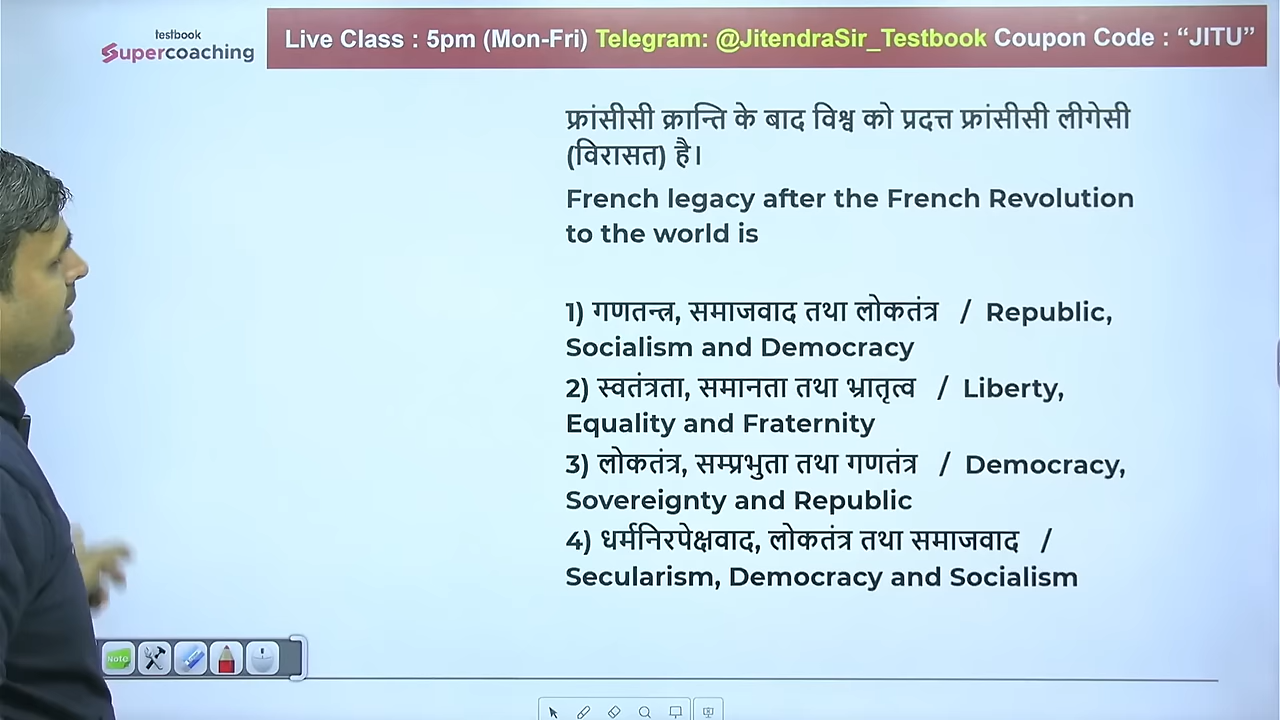 testbook
Supercoaching
Live Class : 5pm (Mon-Fri) Telegram: @JitendraSir_Testbook Coupon Code : “JITU”
फ्रांसीसी क्रान्ति के बाद विश्व को प्रदत्त फ्रांसीसी लीगेसी
(विरासत) है।
French legacy after the French Revolution
to the world is
1) गणतन्त्र, समाजवाद तथा लोकतंत्र / Republic,
Socialism and Democracy
2) स्वतंत्रता, समानता तथा भ्रातृत्व / Liberty,
Equality and Fraternity
3) लोकतंत्र, सम्प्रभुता तथा गणतंत्र / Democracy,
Sovereignty and Republic
4) धर्मनिरपेक्षवाद, लोकतंत्र तथा समाजवाद /
Secularism, Democracy and Socialism
Note